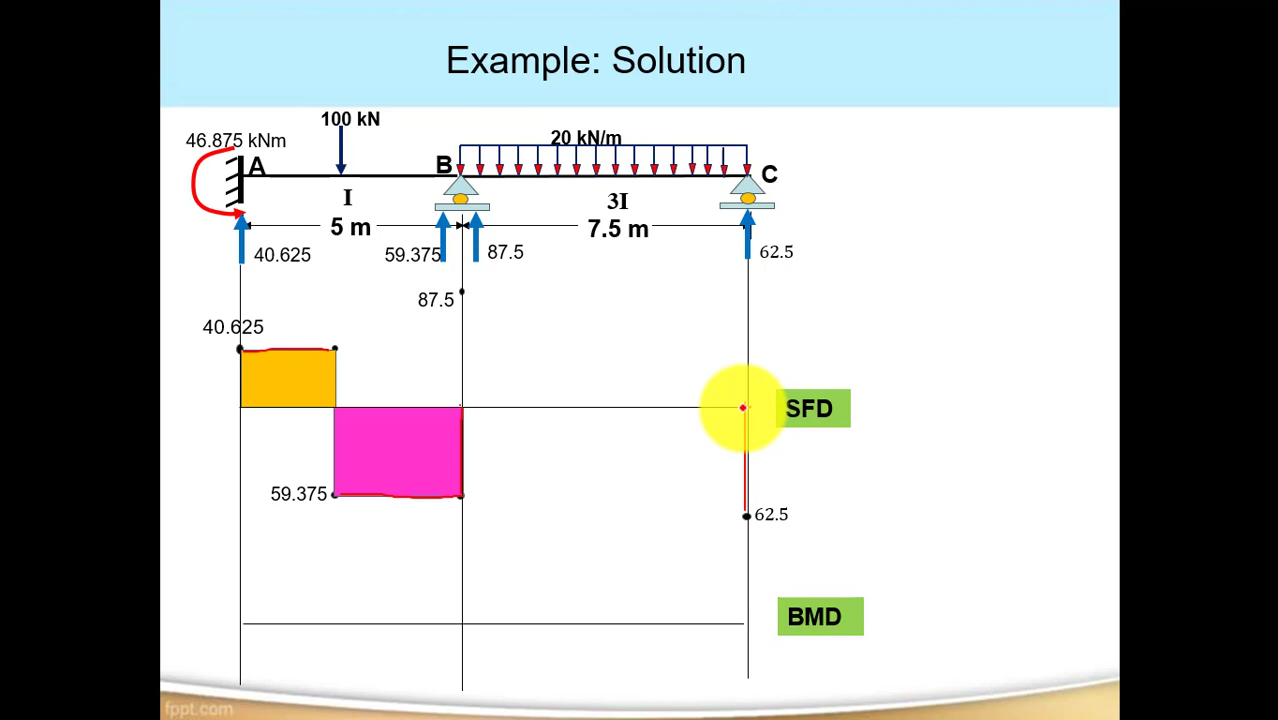 Example: Solution
100 kN
46.875 kNm
20 kN/m
A
B
C
I
3I
5 m
7.5 m
40.625
59.375
87.5
62.5
87.5
40.625
SFD
59.375
62.5
BMD
fppt.com